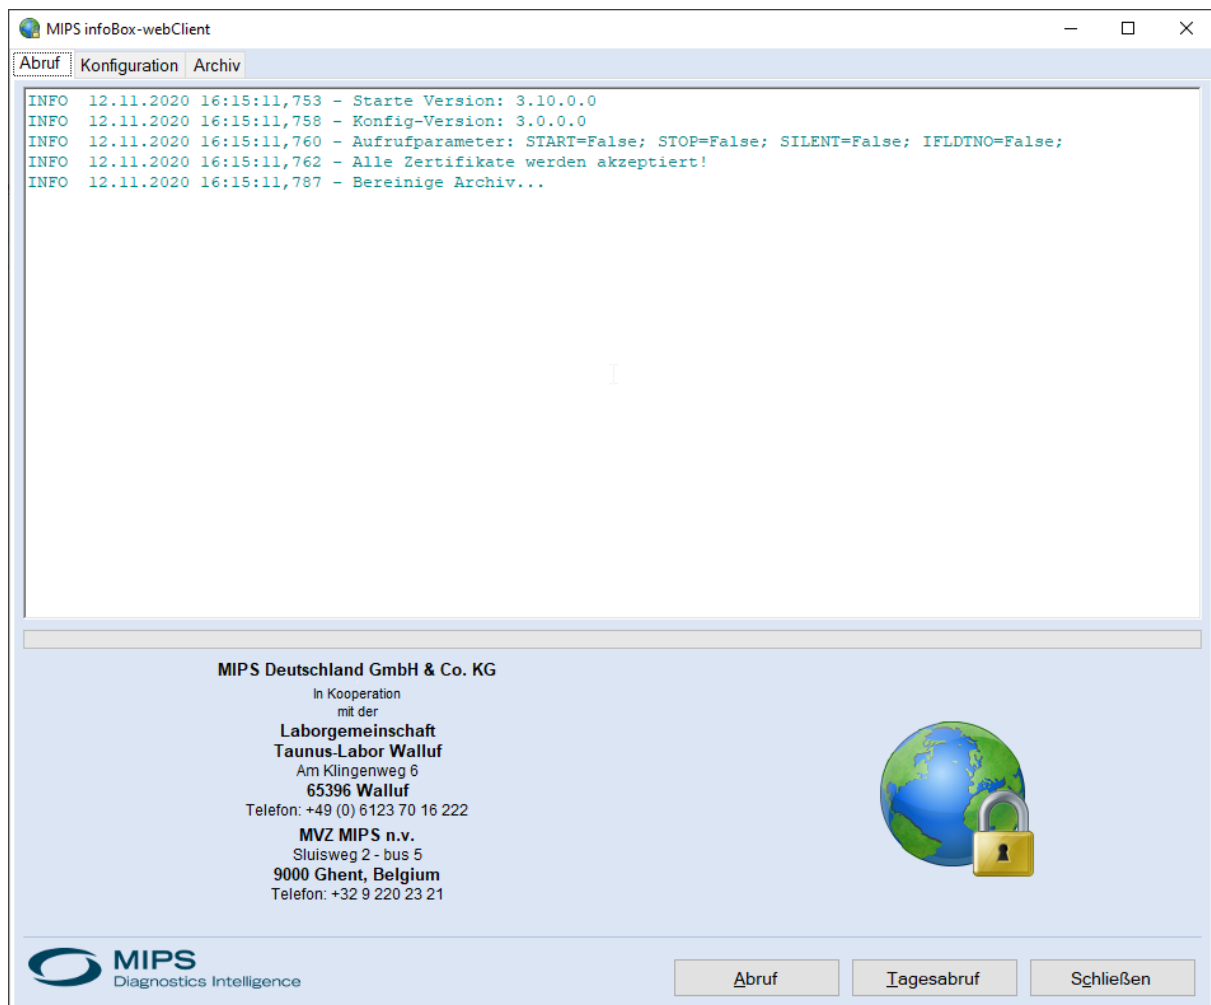 MIPS infoBox-webClient
Abruf Konfiguration Archiv
INFO 12.11.2020 16:15:11,753 - Starte Version: 3.10.0.0
INFO 12.11.2020 16:15:11,758 - Konfig-Version: 3.0.0.0
INFO 12.11.2020 16:15:11,760 - Aufrufparameter: START=False; STOP=False; SILENT=False; IFLDTNO=False;
INFO 12.11.2020 16:15:11,762 - Alle Zertifikate werden akzeptiert!
INFO 12.11.2020 16:15:11,787 - Bereinige Archiv...
MIPS Deutschland GmbH & Co. KG
In Kooperation
mit der
Laborgemeinschaft
Taunus-Labor Walluf
Am Klingenweg 6
65396 Walluf
Telefon: +49 (0) 6123 70 16 222
MVZ MIPS n.v.
Sluisweg 2 - bus 5
9000 Ghent, Belgium
Telefon: +32 9 220 23 21
MIPS
Diagnostics Intelligence
Abruf Tagesabruf Schließen